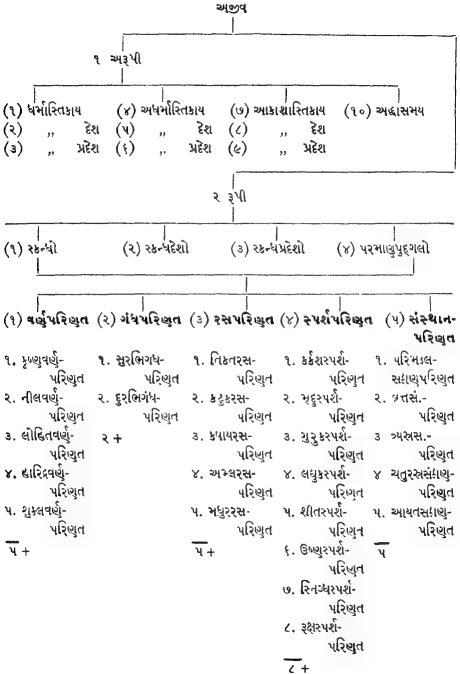 અજીવ
૧ અરૂપી
(૧) ધર્માસ્તિકાય (૪) અધર્માસ્તિકાય (૭) આકાશાસ્તિકાય (૧૦) અદ્ધાસમય
(૨) ,, દેશ (૫) ,, દેશ (૮) ,, દેશ
(૩) ,, પ્રદેશ (૬) ,, પ્રદેશ (૯) ,, પ્રદેશ
૨ રૂપી
(૧) સ્કન્ધો (૨) સ્કન્ધદેશો (૩) સ્કન્ધપ્રદેશો (૪) પરમાણુપુદ્ગલો
(૧) વર્ણપરિણત (૨) ગંધપરિણત (૩) રસપરિણત (૪) સ્પર્શપરિણત (૫) સંસ્થાન-
પરિણત
૧. કૃષ્ણવર્ણ- ૧. સુરભિગંધ- ૧. તિકતરસ- ૧. કર્કશસ્પર્શ- ૧. પરિમંડલ-
પરિણત પરિણત પરિણત પરિણત સઠાણપરિણત
૨. નીલવર્ણ- ૨. દુરભિગંધ- ૨. કટુકરસ- ૨. મૃદુસ્પર્શ- ૨. વૃત્તસં.-
પરિણત પરિણત પરિણત પરિણત પરિણત
૩. લોહિતવર્ણ- ૨ + ૩. કષાયરસ- ૩. ગુરુકસ્પર્શ- ૩ ત્ર્યસ્રસ.-
પરિણત પરિણત પરિણત પરિણત
૪. હારિદ્રવર્ણ- ૪. અમ્લરસ- ૪. લઘુકસ્પર્શ- ૪ ચતુરસ્રસંઠાણ-
પરિણત પરિણત પરિણત પરિણત
૫. શુકલવર્ણ- ૫. મધુરરસ- ૫. શીતસ્પર્શ- ૫. આયતસઠાણ-
પરિણત પરિણત પરિણત પરિણત
૫ + ૫ + ૬. ઉષ્ણસ્પર્શ- ૫
પરિણત
૭. સ્નિગ્ધસ્પર્શ-
પરિણત
૮. રૂક્ષસ્પર્શ-
પરિણત
૮ +